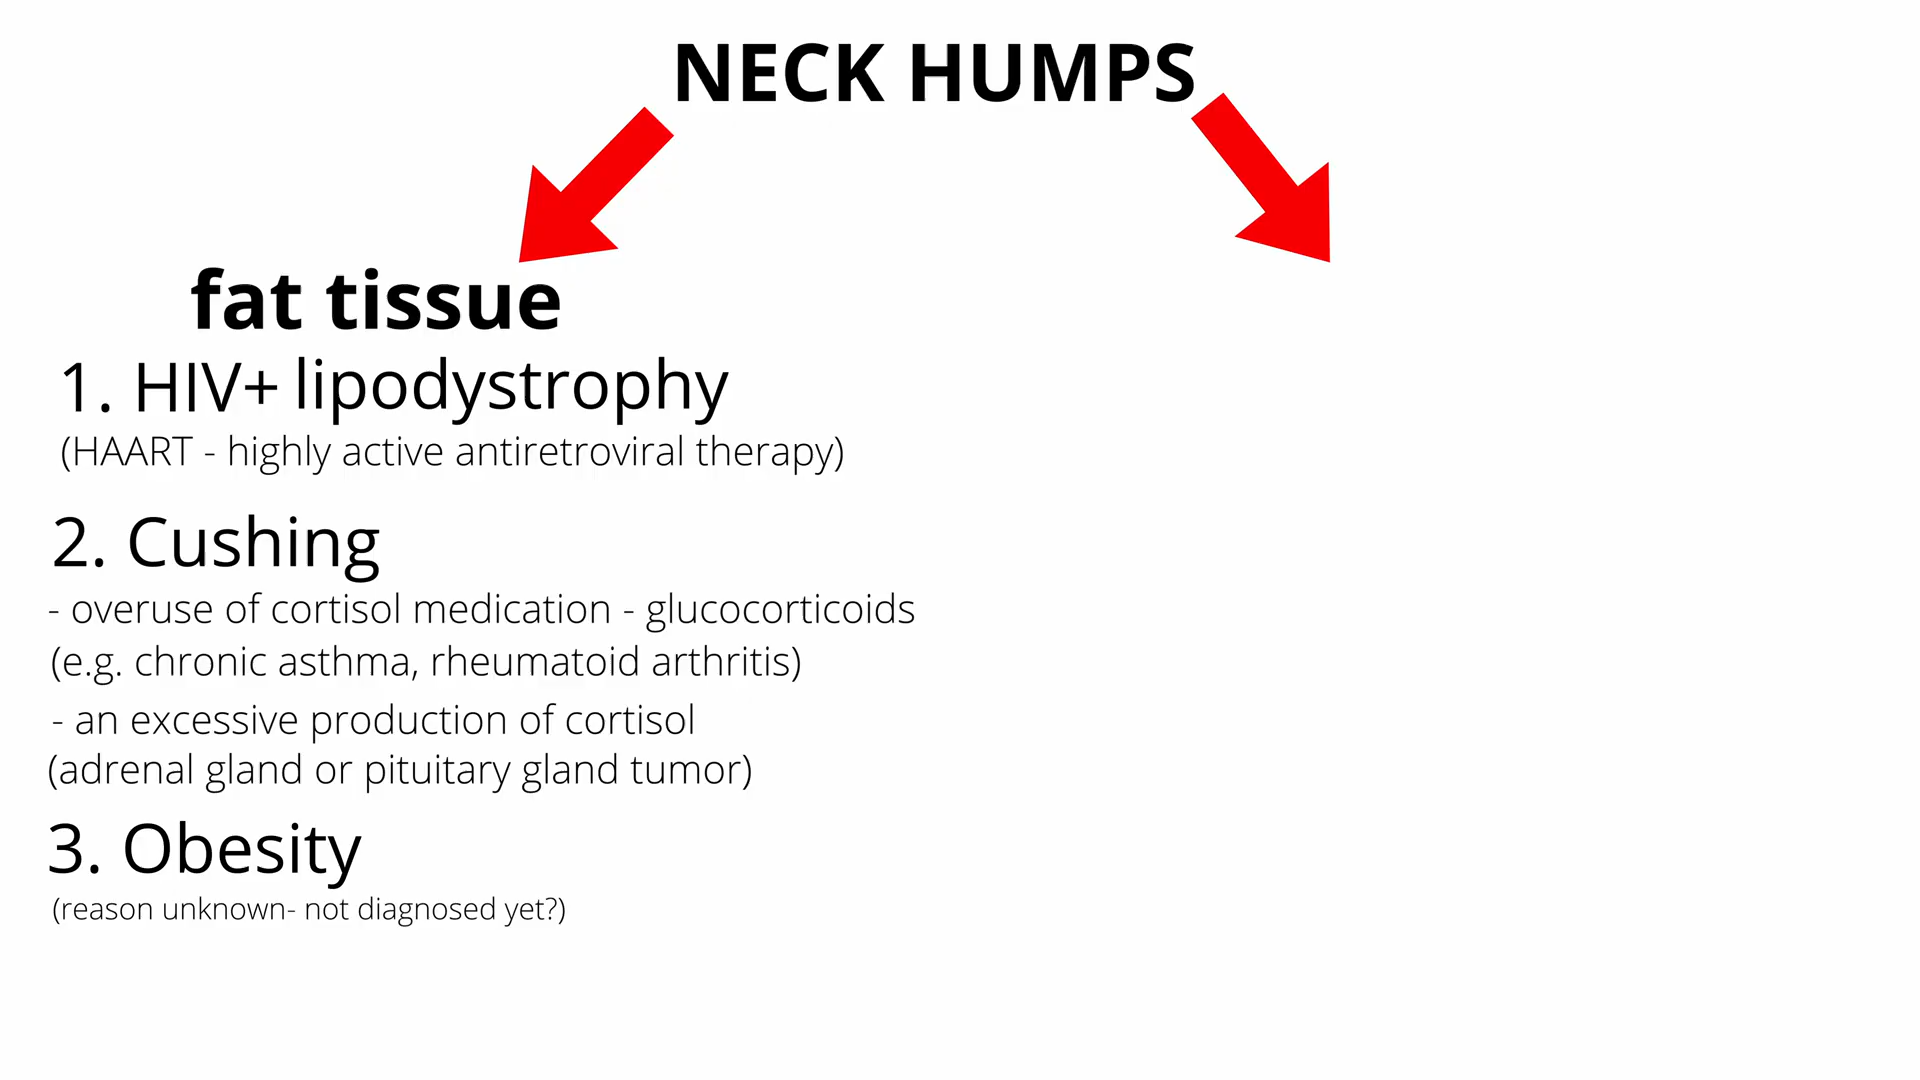 NECK HUMPS
fat tissue
1. HIV+ lipodystrophy
(HAART - highly active antiretroviral therapy)
2. Cushing
- overuse of cortisol medication - glucocorticoids
(e.g. chronic asthma, rheumatoid arthritis)
- an excessive production of cortisol
(adrenal gland or pituitary gland tumor)
3. Obesity
(reason unknown- not diagnosed yet?)